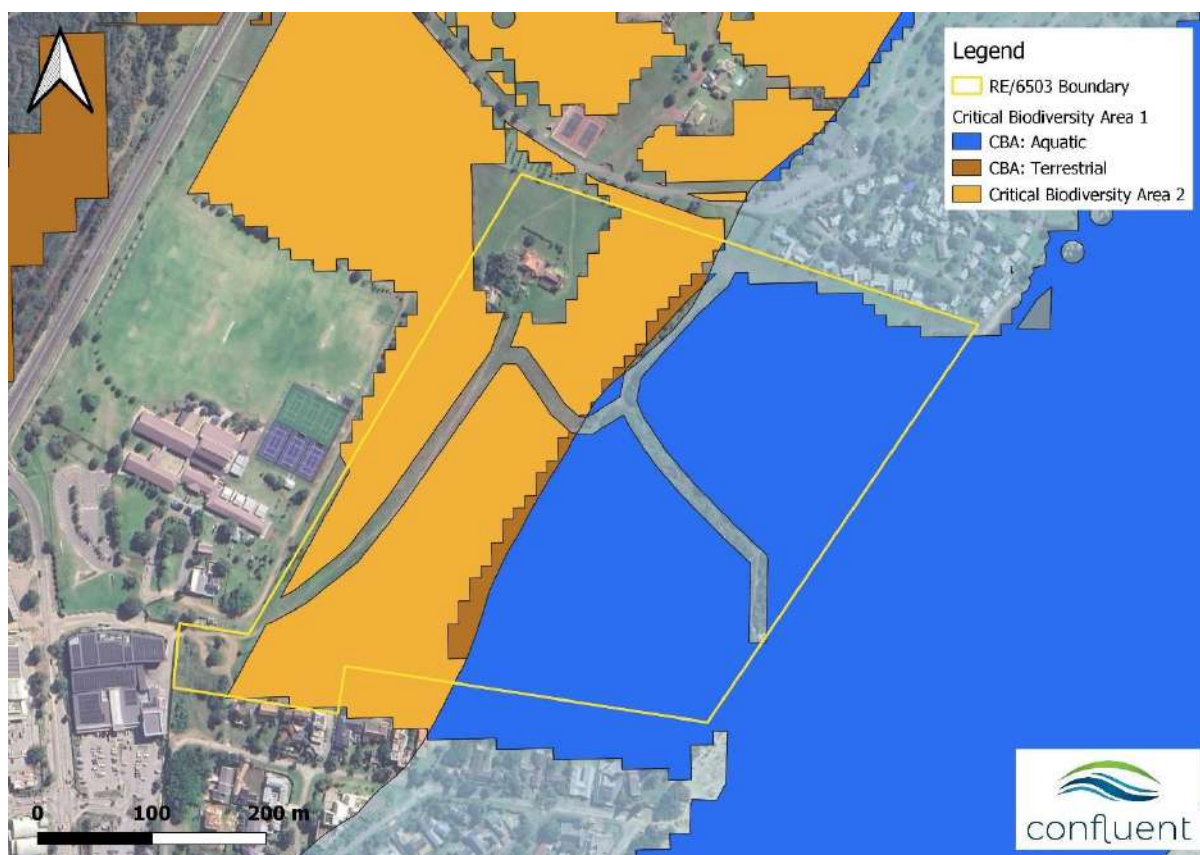 Legend
RE/6503 Boundary
Critical Biodiversity Area 1
CBA: Aquatic
CBA: Terrestrial
Critical Biodiversity Area 2
1
0 100 200 m
confluent